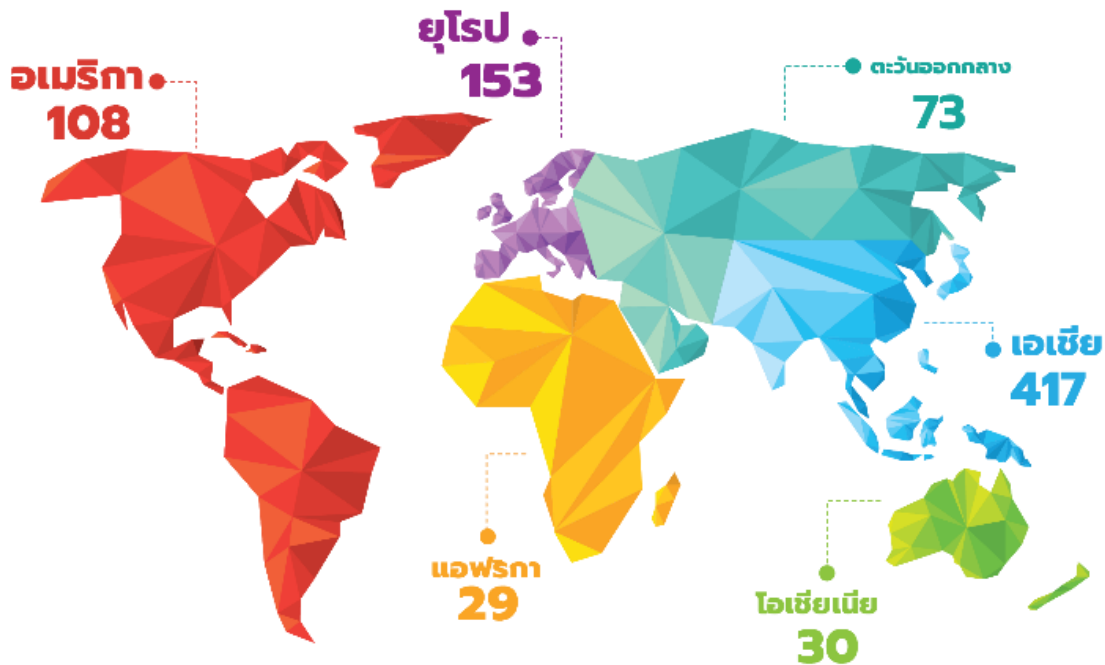 อเมริกา
108
ยุโรป
153
ตะวันออกกลาง
73
เอเชีย
417
แอฟริกา
29
โอเชียเนีย
30